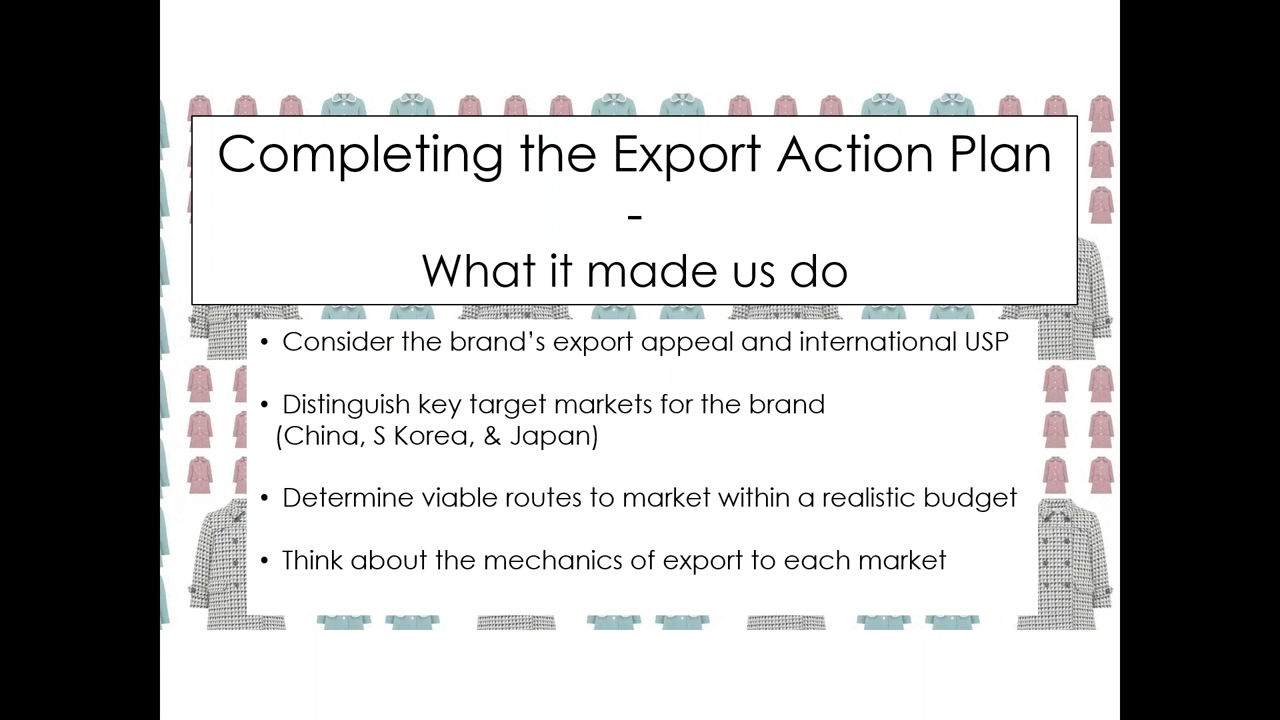 Completing the Export Action Plan
-
What it made us do
• Consider the brand’s export appeal and international USP
• Distinguish key target markets for the brand
(China, S Korea, & Japan)
• Determine viable routes to market within a realistic budget
• Think about the mechanics of export to each market